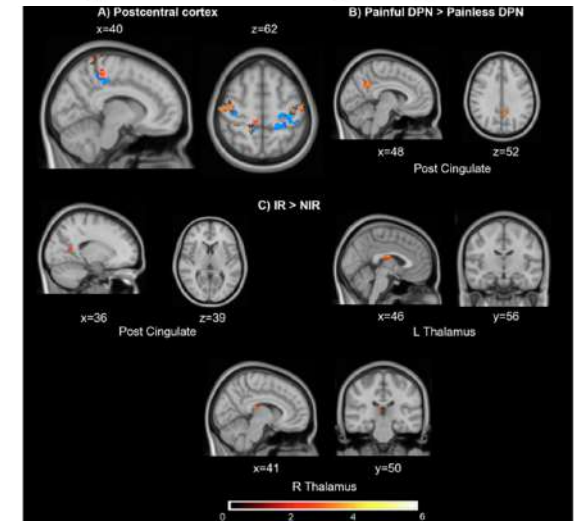 A) Postcentral cortex
x=40
z=62
B) Painful DPN > Painless DPN
x=48
z=52
Post Cingulate
C) IR > NIR
x=36
z=39
Post Cingulate
x=46
y=56
L Thalamus
x=41
y=50
R Thalamus
0 2 4 6